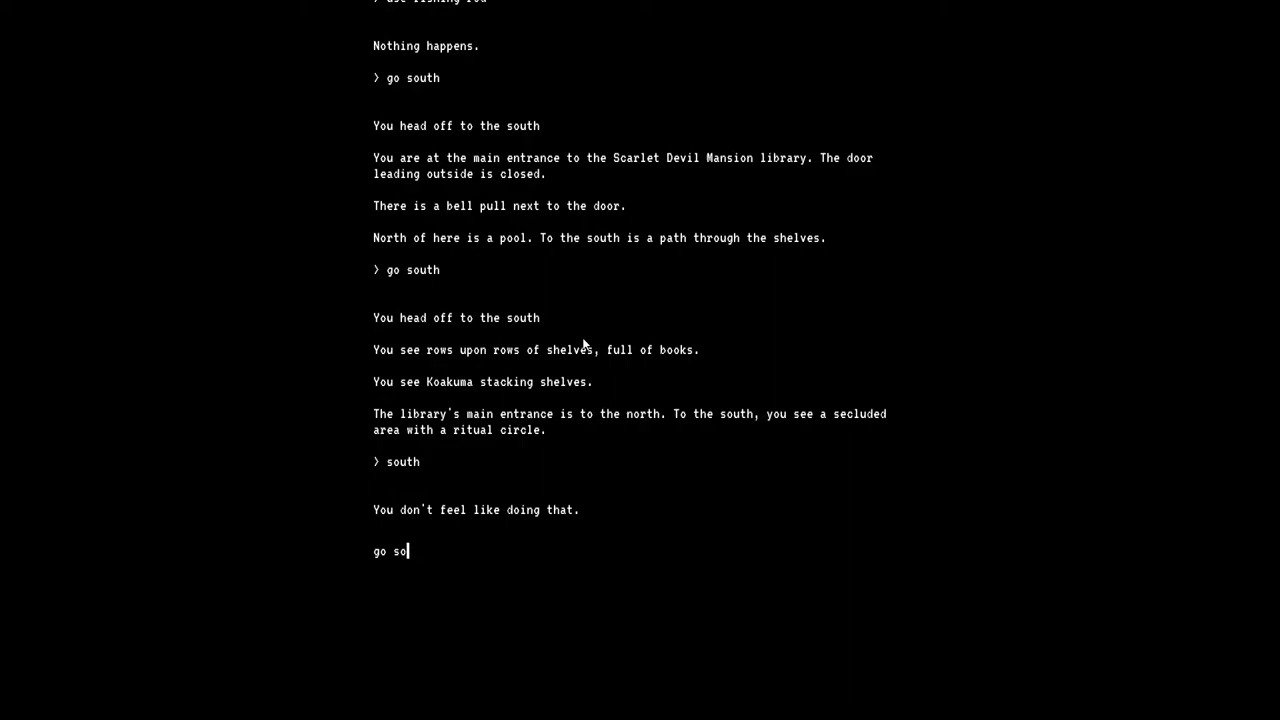 > use fishing rod
Nothing happens.
> go south
You head off to the south
You are at the main entrance to the Scarlet Devil Mansion library. The door
leading outside is closed.
There is a bell pull next to the door.
North of here is a pool. To the south is a path through the shelves.
> go south
You head off to the south
You see rows upon rows of shelves, full of books.
You see Koakuma stacking shelves.
The library's main entrance is to the north. To the south, you see a secluded
area with a ritual circle.
> south
You don't feel like doing that.
go so